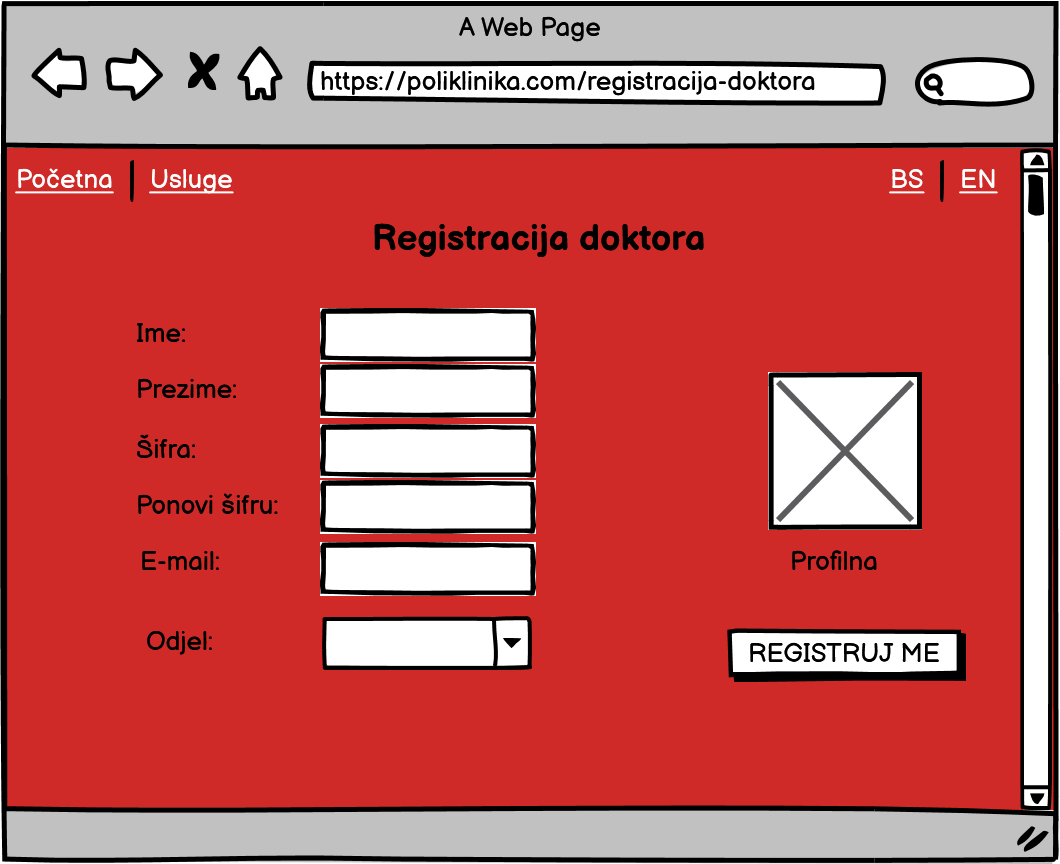 A Web Page
https://poliklinika.com/registracija-doktora
Početna
Usluge
BS
EN
Registracija doktora
Ime:
Prezime:
Šifra:
Ponovi šifru:
E-mail:
Profilna
Odjel:
REGISTRUJ ME